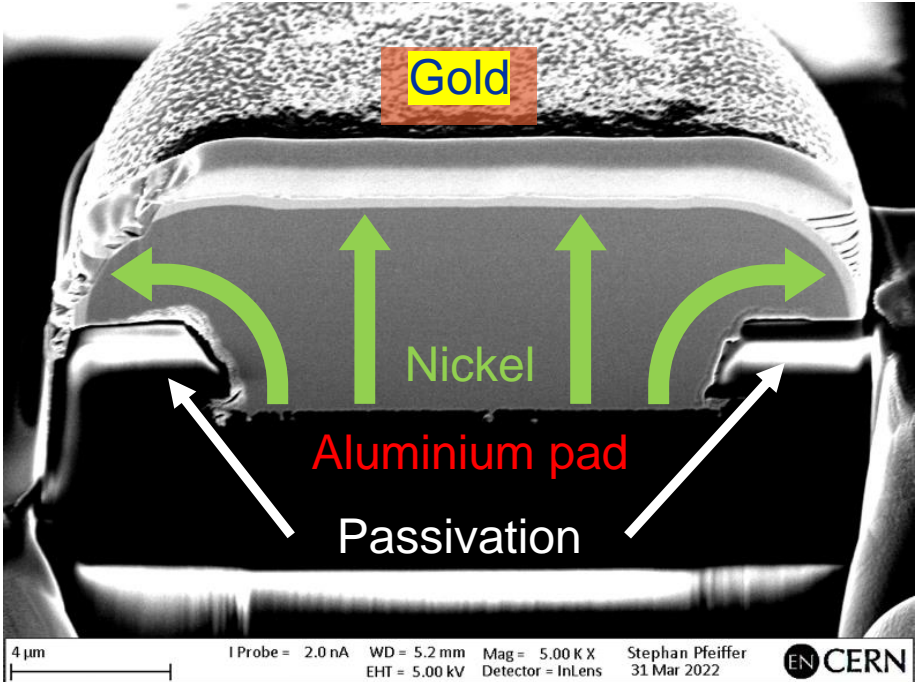 Gold
Nickel
Aluminium pad
Passivation
4 µm
I Probe = 2.0 nA WD = 5.2 mm Mag = 5.00 K X Stephan Pfeiffer
EHT = 5.00 kV Detector = InLens 31 Mar 2022
EN CERN